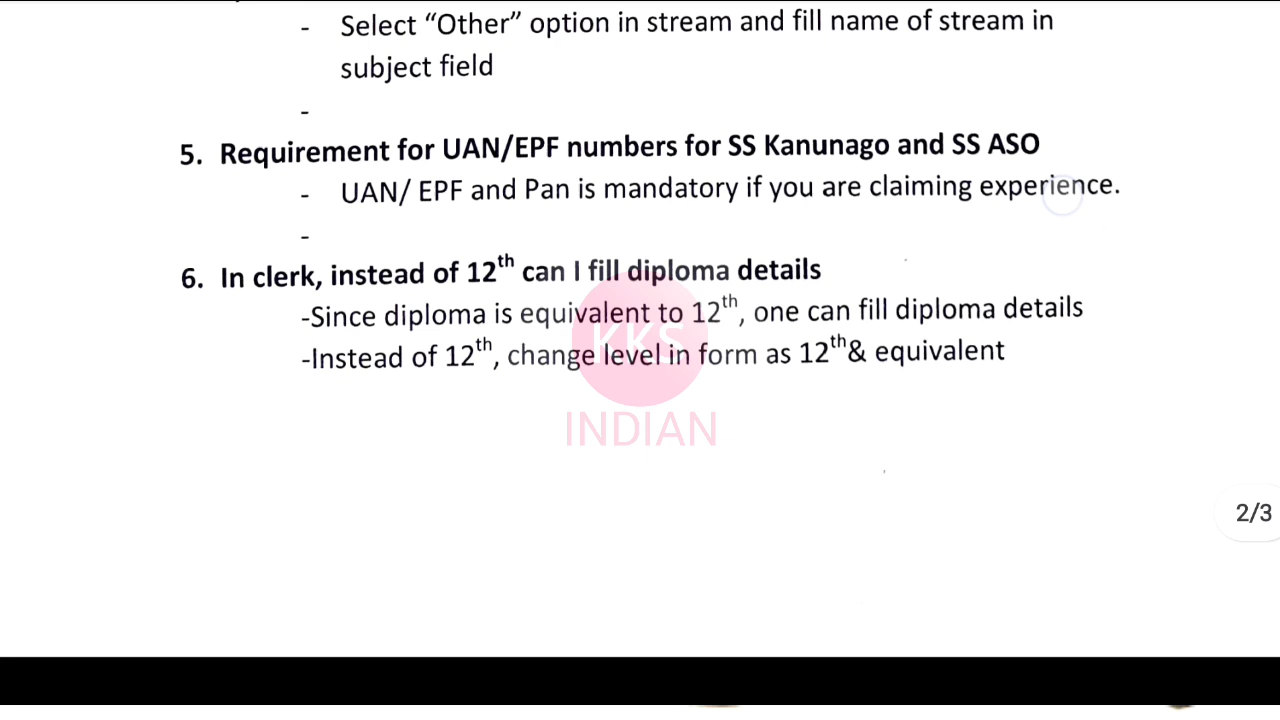 - Select “Other” option in stream and fill name of stream in
subject field
-
5. Requirement for UAN/EPF numbers for SS Kanunago and SS ASO
- UAN/ EPF and Pan is mandatory if you are claiming experience.
-
6. In clerk, instead of 12th can I fill diploma details
-Since diploma is equivalent to 12th, one can fill diploma details
-Instead of 12th, change level in form as 12th& equivalent
KKS
INDIAN
2/3